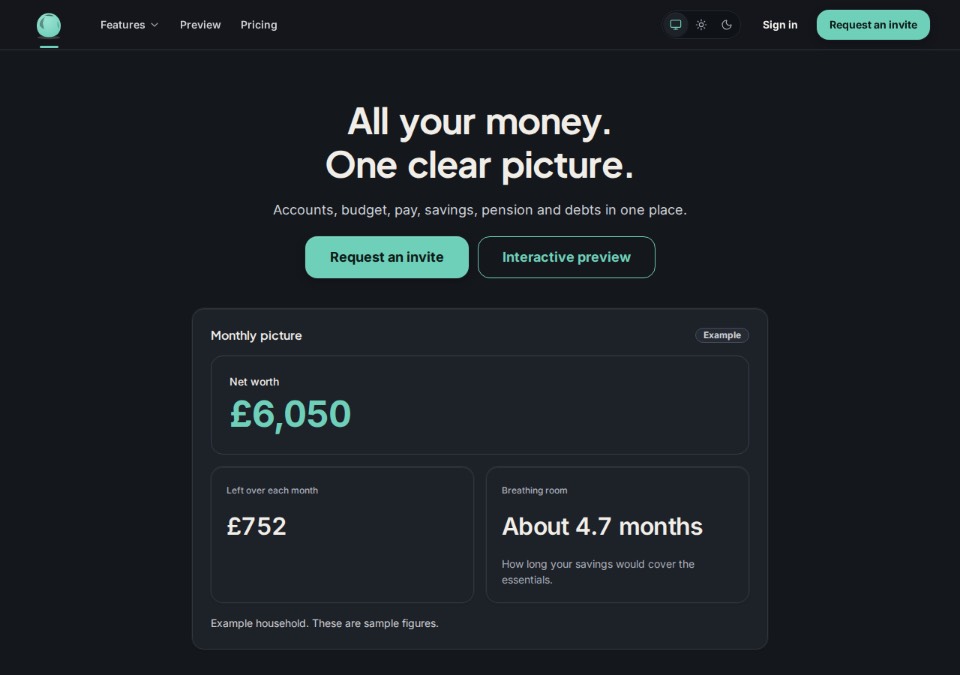 Features
Preview
Pricing
Sign in
Request an invite
All your money.
One clear picture.
Accounts, budget, pay, savings, pension and debts in one place.
Request an invite
Interactive preview
Monthly picture
Example
Net worth
£6,050
Left over each month
£752
Breathing room
About 4.7 months
How long your savings would cover the
essentials.
Example household. These are sample figures.